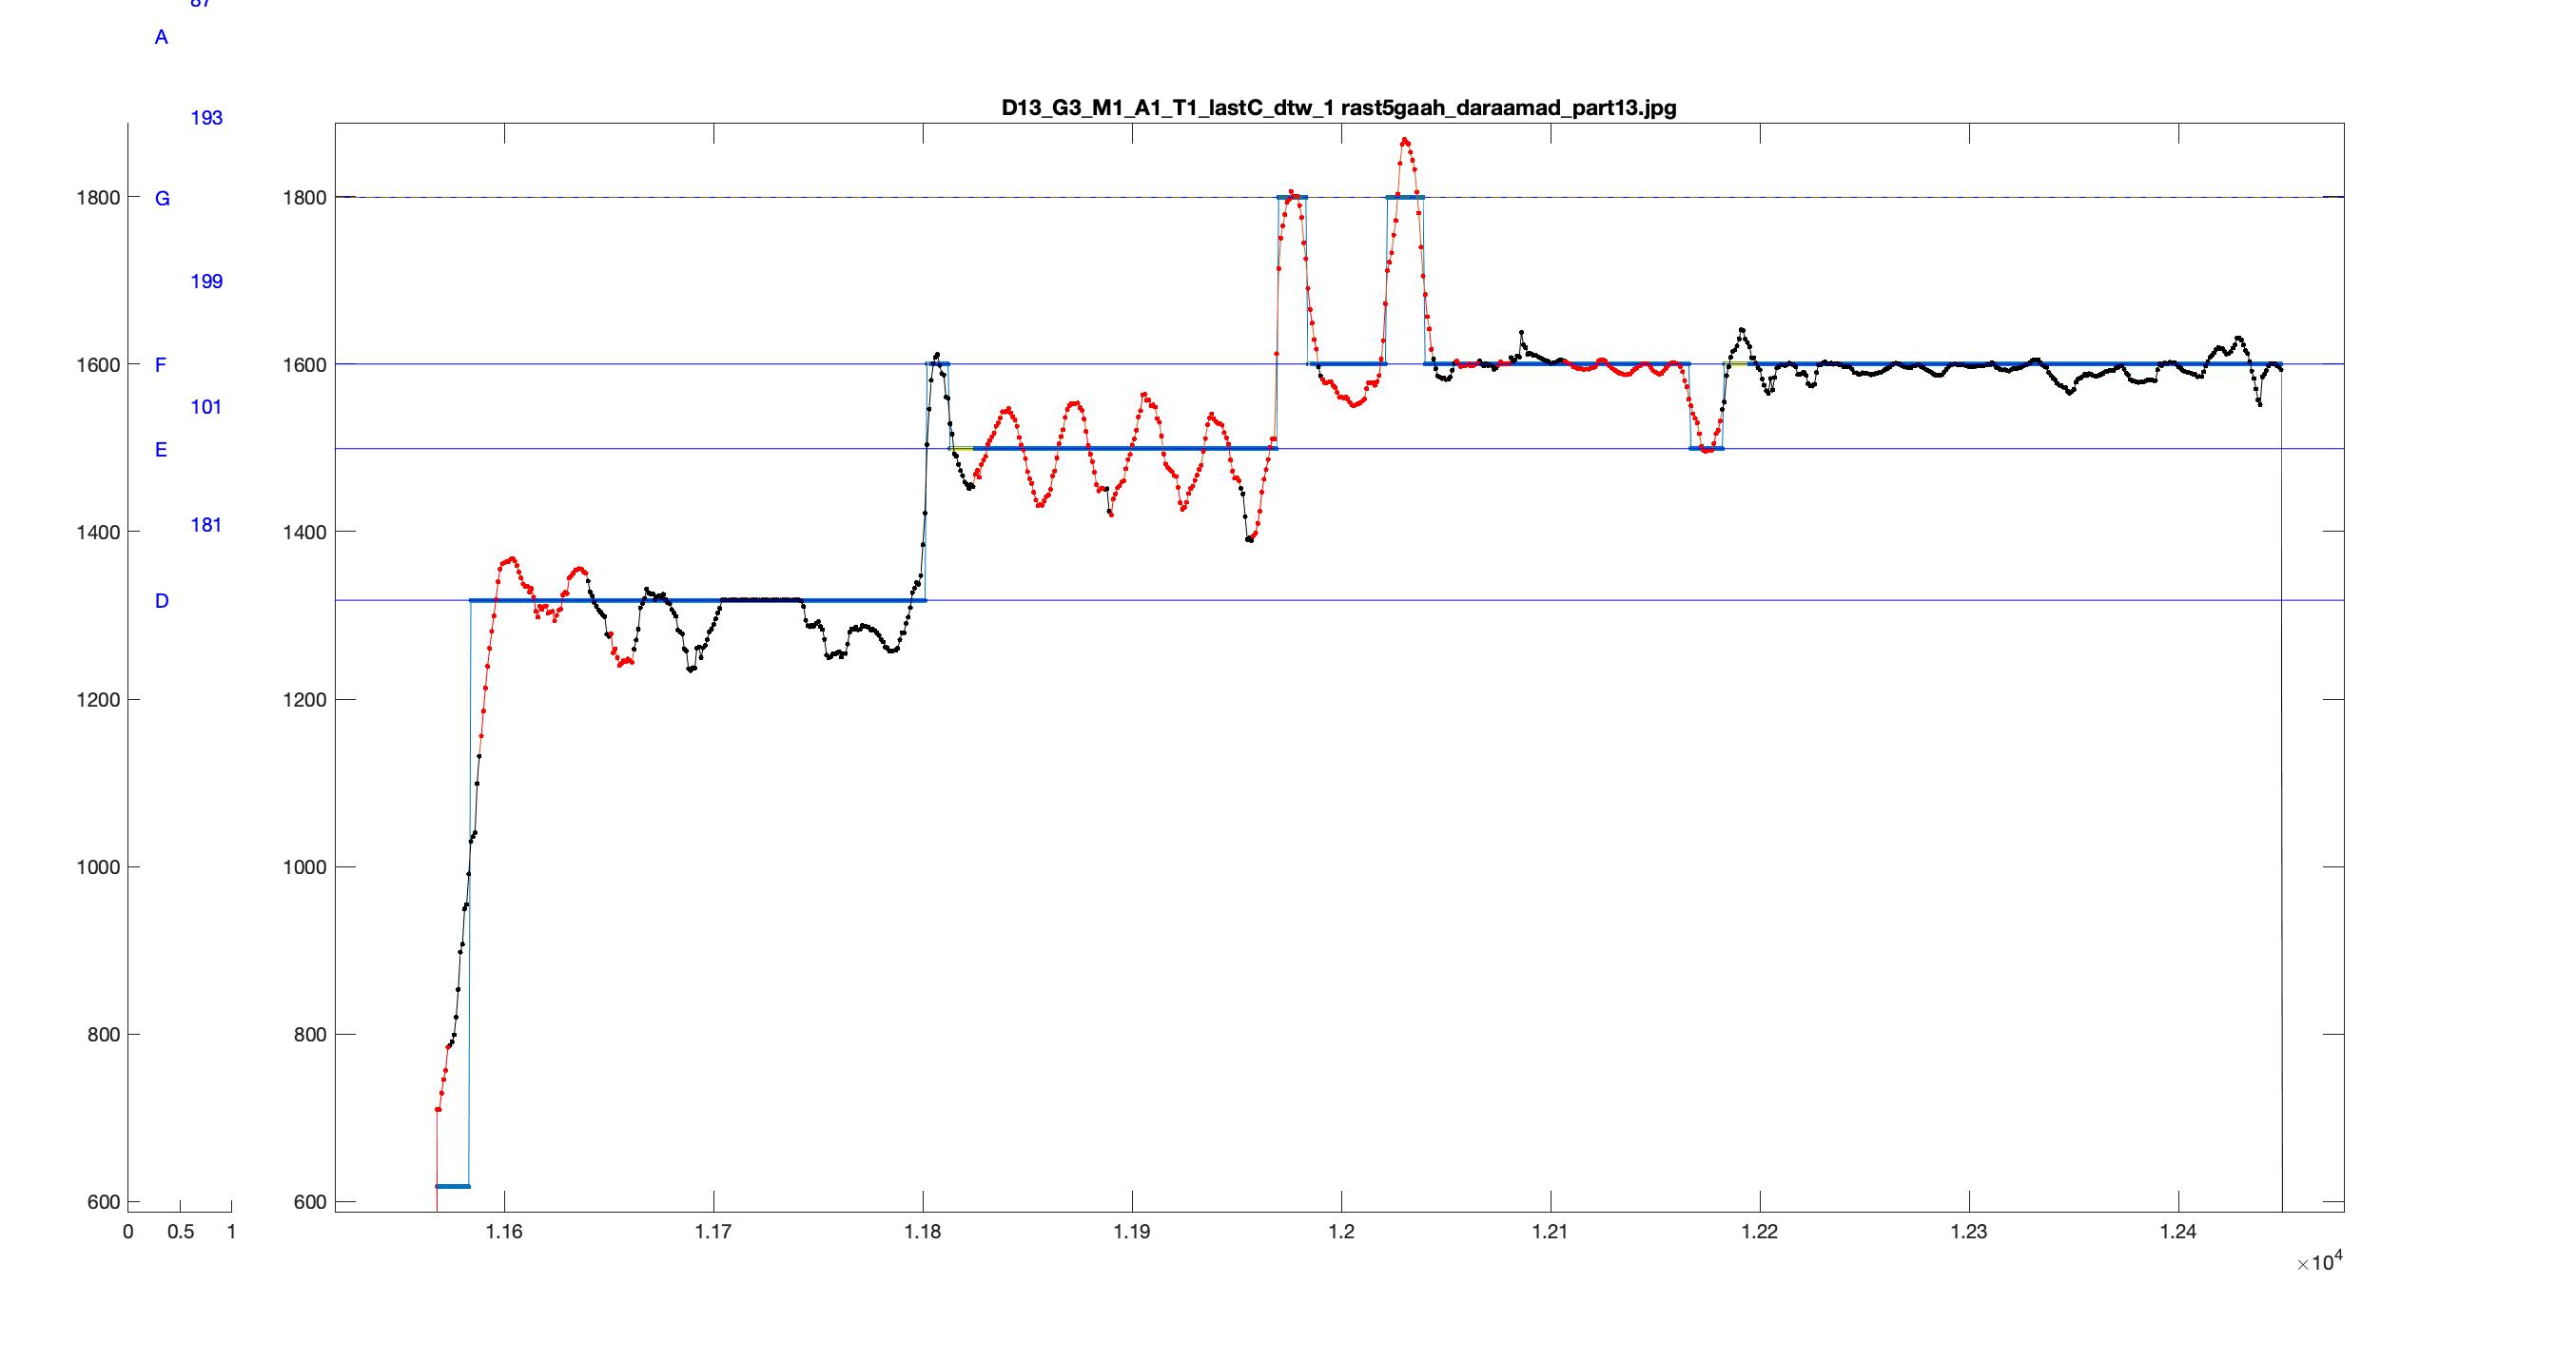 87
A
D13_G3_M1_A1_T1_lastC_dtw_1 rast5gaah_daraamad_part13.jpg
193
1800 G 1800
199
1600 F 1600
101
E
1400 181 1400
D
1200 1200
1000 1000
800 800
600 600
0 0.5 1 1.16 1.17 1.18 1.19 1.2 1.21 1.22 1.23 1.24
×10⁴